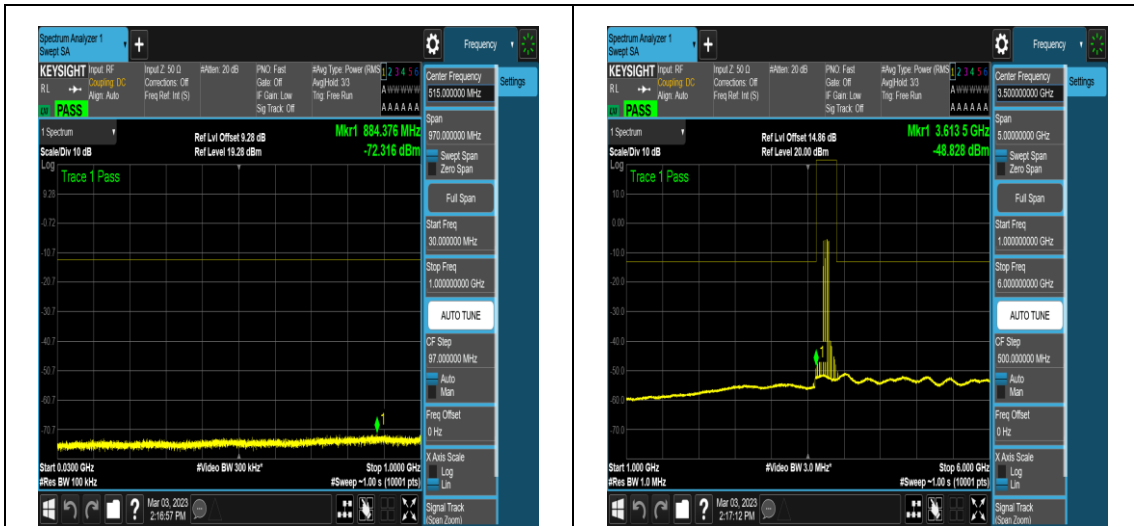 Spectrum Analyzer 1
Swept SA
Frequency
KEYSIGHT Input: RF Input Z: 50 Ω #Atten: 20 dB PNO: Fast #Avg Type: Power (RMS 1 2 3 4 5 6
RL Coupling: DC Corrections: Off Gate: Off Avg|Hold: 3/3 A W W W W W
Align: Auto Freq Ref: Int (S) IF Gain: Low Trig: Free Run
Sig Track: Off A A A A A A
PASS
1 Spectrum
Scale/Div 10 dB
Ref Lvl Offset 9.28 dB
Ref Level 19.28 dBm
Mkr1 884.376 MHz
-72.316 dBm
Log
Trace 1 Pass
9.28
-0.72
-10.7
-20.7
-30.7
-40.7
-50.7
-60.7
-70.7
1
Start 0.0300 GHz #Video BW 300 kHz* Stop 1.0000 GHz
#Res BW 100 kHz #Sweep ~1.00 s (10001 pts)
Center Frequency
515.000000 MHz
Settings
Span
970.000000 MHz
Swept Span
Zero Span
Full Span
Start Freq
30.000000 MHz
Stop Freq
1.000000000 GHz
AUTO TUNE
CF Step
97.000000 MHz
Auto
Man
Freq Offset
0 Hz
X Axis Scale
Log
Lin
Signal Track
(Span Zoom)
Mar 03, 2023
2:16:57 PM
Spectrum Analyzer 1
Swept SA
Frequency
KEYSIGHT Input: RF Input Z: 50 Ω #Atten: 20 dB PNO: Fast #Avg Type: Power (RMS 1 2 3 4 5 6
RL Coupling: DC Corrections: Off Gate: Off Avg|Hold: 3/3 A W W W W W
Align: Auto Freq Ref: Int (S) IF Gain: Low Trig: Free Run
Sig Track: Off A A A A A A
PASS
1 Spectrum
Scale/Div 10 dB
Ref Lvl Offset 14.86 dB
Ref Level 20.00 dBm
Mkr1 3.613 5 GHz
-48.828 dBm
Log
Trace 1 Pass
10.0
0.00
-10.0
-20.0
-30.0
-40.0
-50.0
-60.0
-70.0
1
Start 1.000 GHz #Video BW 3.0 MHz* Stop 6.000 GHz
#Res BW 1.0 MHz #Sweep ~1.00 s (10001 pts)
Center Frequency
3.500000000 GHz
Settings
Span
5.00000000 GHz
Swept Span
Zero Span
Full Span
Start Freq
1.000000000 GHz
Stop Freq
6.000000000 GHz
AUTO TUNE
CF Step
500.000000 MHz
Auto
Man
Freq Offset
0 Hz
X Axis Scale
Log
Lin
Signal Track
(Span Zoom)
Mar 03, 2023
2:17:12 PM